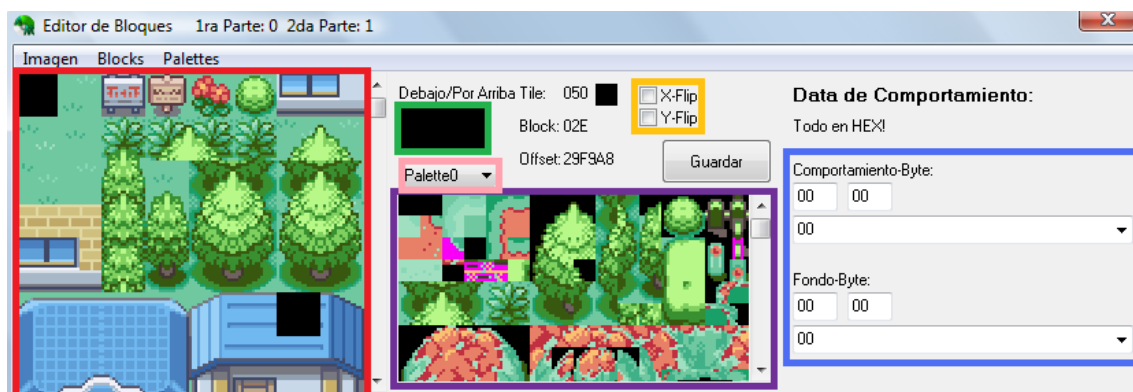 Editor de Bloques 1ra Parte: 0 2da Parte: 1
Imagen Blocks Palettes
Debajo/Por Arriba Tile: 050
X-Flip
Y-Flip
Block: 02E
Offset: 29F9A8
Palette0
Guardar
Data de Comportamiento:
Todo en HEX!
Comportamiento-Byte:
00 00
00
Fondo-Byte:
00 00
00